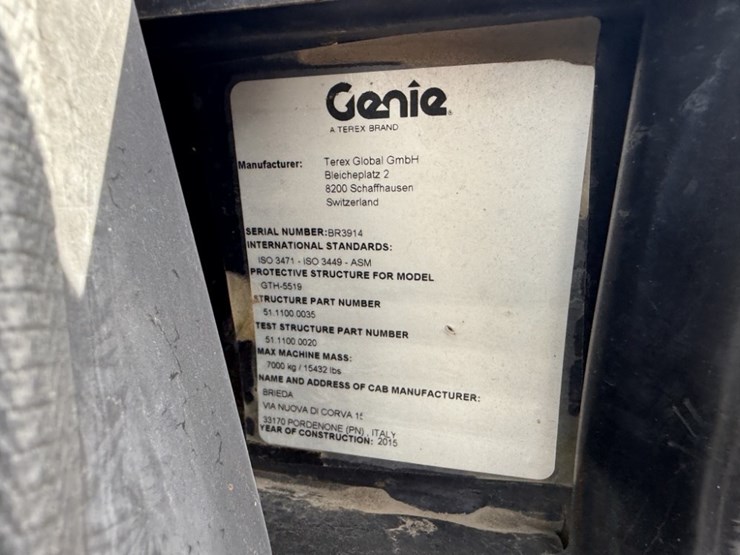 Genie
A TEREX BRAND
Manufacturer: Terex Global GmbH
Bleicheplatz 2
8200 Schaffhausen
Switzerland
SERIAL NUMBER:BR3914
INTERNATIONAL STANDARDS:
ISO 3471 - ISO 3449 - ASM
PROTECTIVE STRUCTURE FOR MODEL
GTH-5519
STRUCTURE PART NUMBER
51.1100.0035
TEST STRUCTURE PART NUMBER
51.1100.0020
MAX MACHINE MASS:
7000 kg / 15432 lbs
NAME AND ADDRESS OF CAB MANUFACTURER:
BRIEDA
VIA NUOVA DI CORVA
33170 PORDENONE (PN) , ITALY
YEAR OF CONSTRUCTION: 2015